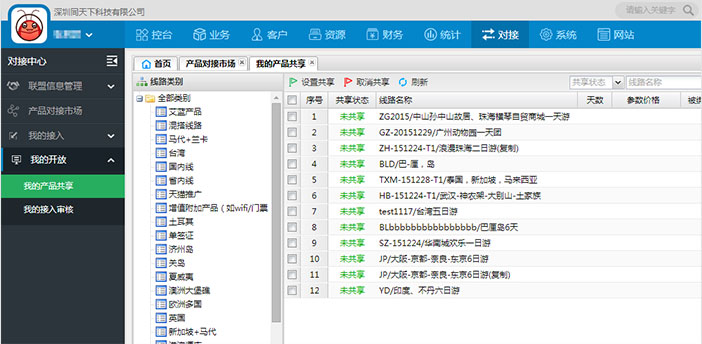 深圳同天下科技有限公司
请输入关键字
控台 业务 客户 资源 财务 统计 对接 系统 网站
对接中心
联盟信息管理
产品对接市场
我的接入
我的开放
我的产品共享
我的接入审核
首页 产品对接市场 我的产品共享
线路类别
全部类别
艾蓝产品
混搭线路
马代+兰卡
台湾
国内线
省内线
天猫推广
增值附加产品（如wifi/门票
土耳其
单签证
济州岛
关岛
夏威夷
澳洲大堡礁
欧洲多国
英国
新加坡+马代
设置共享 取消共享 刷新 共享状态 线路名称
序号 共享状态 线路名称 天数 参数价格
1 未共享 ZG2015/中山孙中山故居、珠海横琴自贸商城一天游
2 未共享 GZ-20151229/广州动物园一天团
3 未共享 ZH-151224-T1/浪漫珠海二日游(复制)
4 未共享 BLD/巴-厘，岛
5 未共享 TXM-151228-T1/泰国，新加坡，马来西亚
6 未共享 HB-151224-T1/武汉-神农架-大别山-土家族
7 未共享 test1117/台湾五日游
8 未共享 BLbbbbbbbbbbbbbbbb/巴厘岛6天
9 未共享 SZ-151224/华南城欢乐一日游
10 未共享 JP/大阪-京都-奈良-东京6日游
11 未共享 JP/大阪-京都-奈良-东京6日游(复制)
12 未共享 YD/印度、不丹六日游